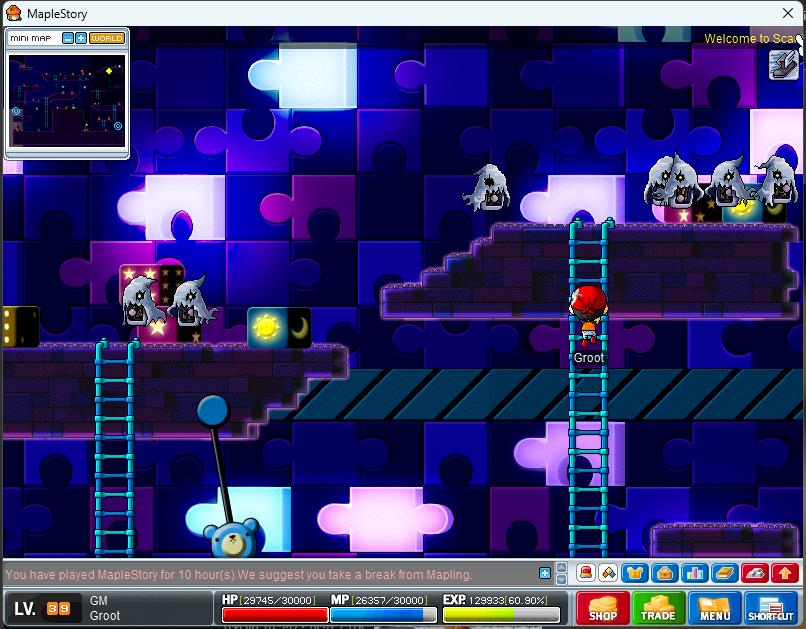 MapleStory
MINI MAP
WORLD
Welcome to Sca
Groot
You have played MapleStory for 10 hour(s).We suggest you take a break from Mapling.
LV. 39
GM
Groot
HP[29745/30000]
MP[26357/30000]
EXP 129933[60.90%]
SHOP
TRADE
MENU
SHORTCUT